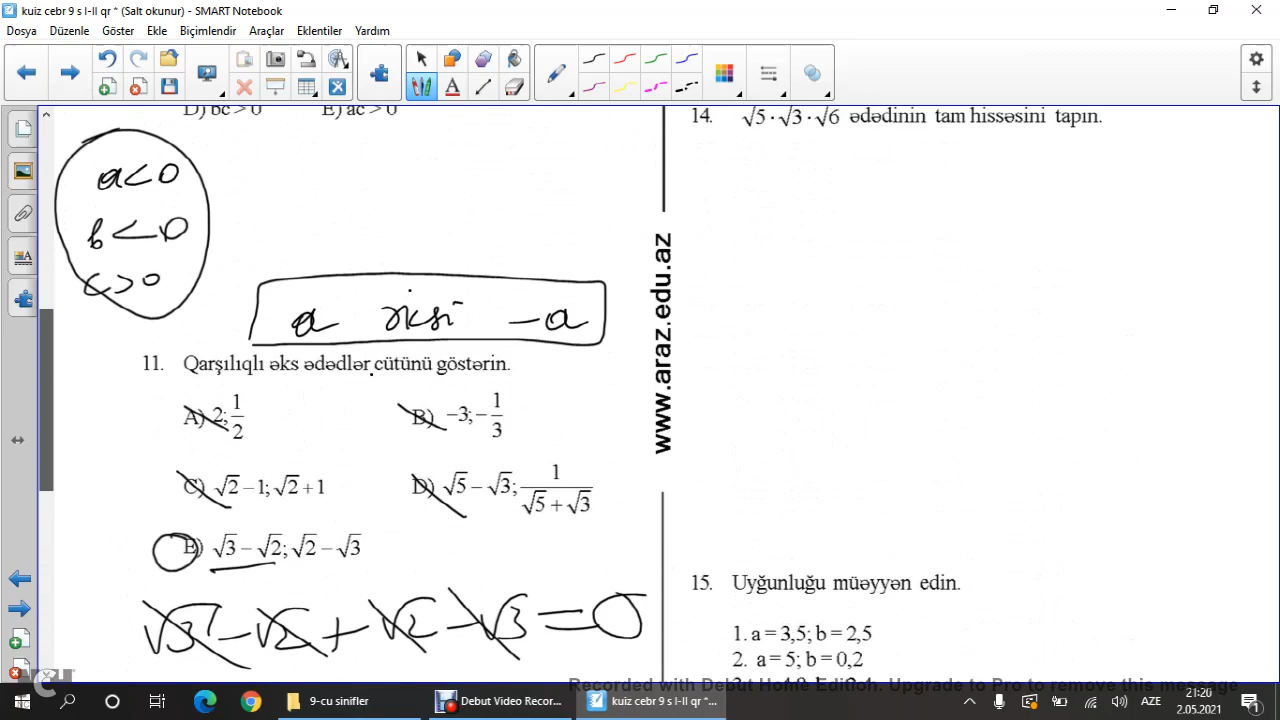 kuiz cebr 9 s I-II qr * (Salt okunur) - SMART Notebook
Dosya Düzenle Göster Ekle Biçimlendir Araçlar Eklentiler Yardım
D) bc > 0 E) ac > 0
a<0
b<0
c>0
a əksi -a
11. Qarşılıqlı əks ədədlər cütünü göstərin.
A) 2; 1/2 B) −3; −1/3
C) √2 − 1; √2 + 1 D) √5 − √3; 1/(√5 + √3)
E) √3 − √2; √2 − √3
√3 − √2 + √2 − √3 = 0
14. √5 · √3 · √6 ədədinin tam hissəsini tapın.
www.araz.edu.az
15. Uyğunluğu müəyyən edin.
1. a = 3,5; b = 2,5
2. a = 5; b = 0,2
Recorded with Debut Home Edition. Upgrade to Pro to remove this message
9-cu sinifler
Debut Video Recor...
kuiz cebr 9 s I-II qr *...
AZE
21:20
2.05.2021
1